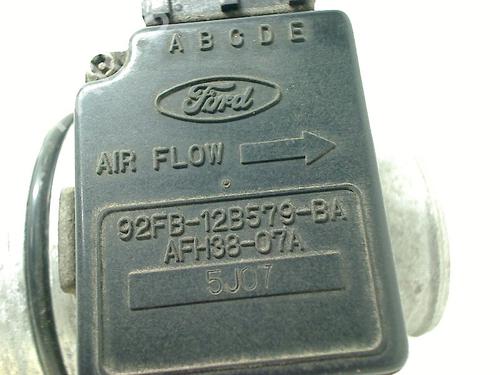 A B C D E
Ford
AIR FLOW
92FB-12B579-BA
AFH38-07A
5J07